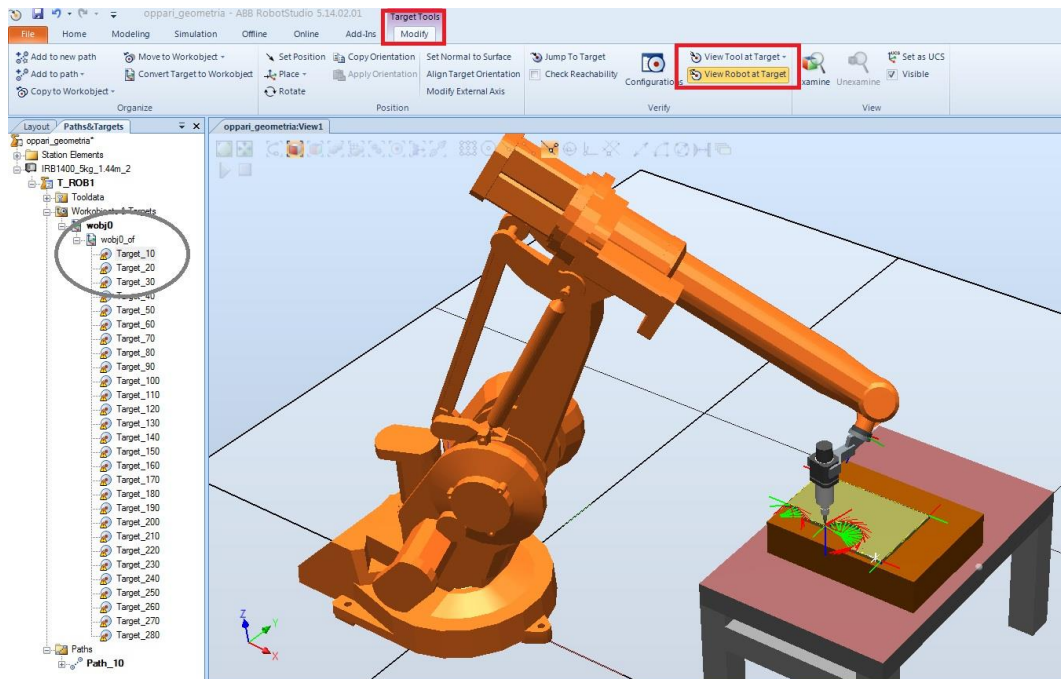 oppari_geometria - ABB RobotStudio 5.14.02.01
Target Tools
File Home Modeling Simulation Offline Online Add-Ins Modify
Add to new path Move to Workobject Set Position Copy Orientation Set Normal to Surface Jump To Target View Tool at Target Set as UCS
Add to path Convert Target to Workobject Place Apply Orientation Align Target Orientation Check Reachability Configurations View Robot at Target Examine Unexamine Visible
Copy to Workobject Rotate Modify External Axis
Organize Position Verify View
Layout Paths&Targets oppari_geometria:View1
oppari_geometria*
Station Elements
IRB1400_5kg_1.44m_2
T_ROB1
Tooldata
Workobjects & Targets
wobj0
wobj0_of
Target_10
Target_20
Target_30
Target_40
Target_50
Target_60
Target_70
Target_80
Target_90
Target_100
Target_110
Target_120
Target_130
Target_140
Target_150
Target_160
Target_170
Target_180
Target_190
Target_200
Target_210
Target_220
Target_230
Target_240
Target_250
Target_260
Target_270
Target_280
Paths
Path_10
Z
Y
X